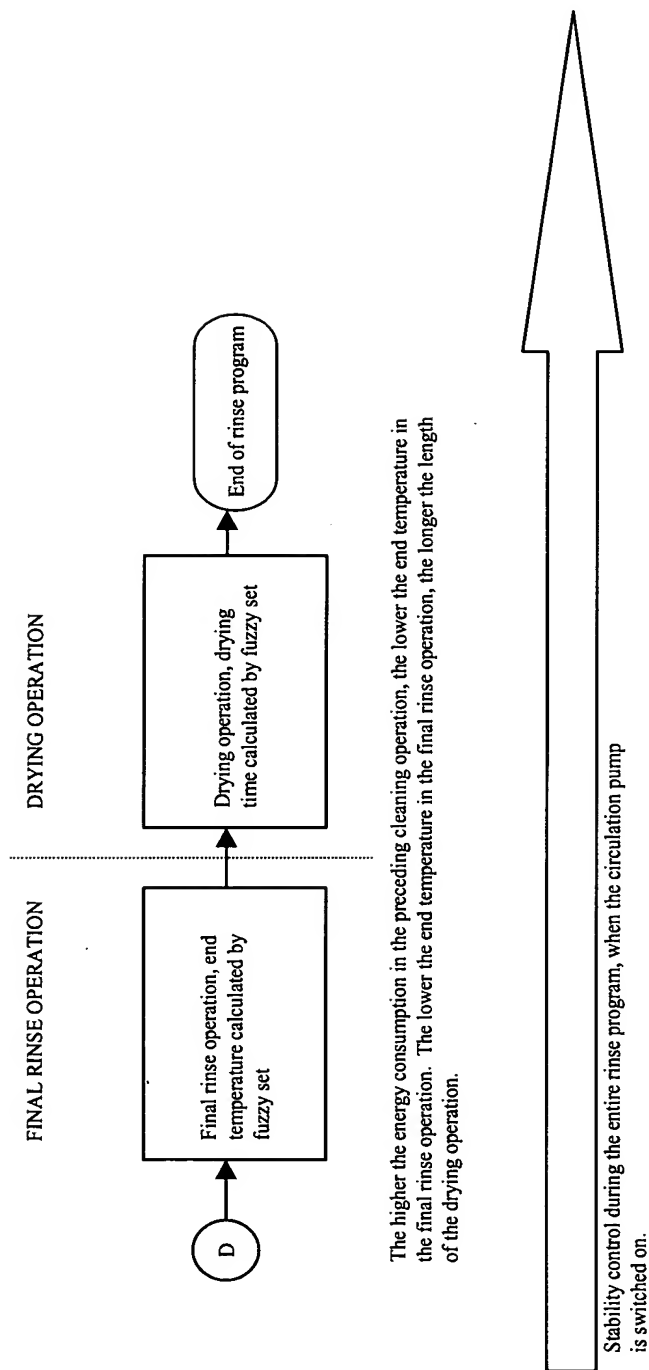 FINAL RINSE OPERATION
DRYING OPERATION
D
Final rinse operation, end
temperature calculated by
fuzzy set
Drying operation, drying
time calculated by fuzzy set
End of rinse program
The higher the energy consumption in the preceding cleaning operation, the lower the end temperature in
the final rinse operation. The lower the end temperature in the final rinse operation, the longer the length
of the drying operation.
Stability control during the entire rinse program, when the circulation pump
is switched on.